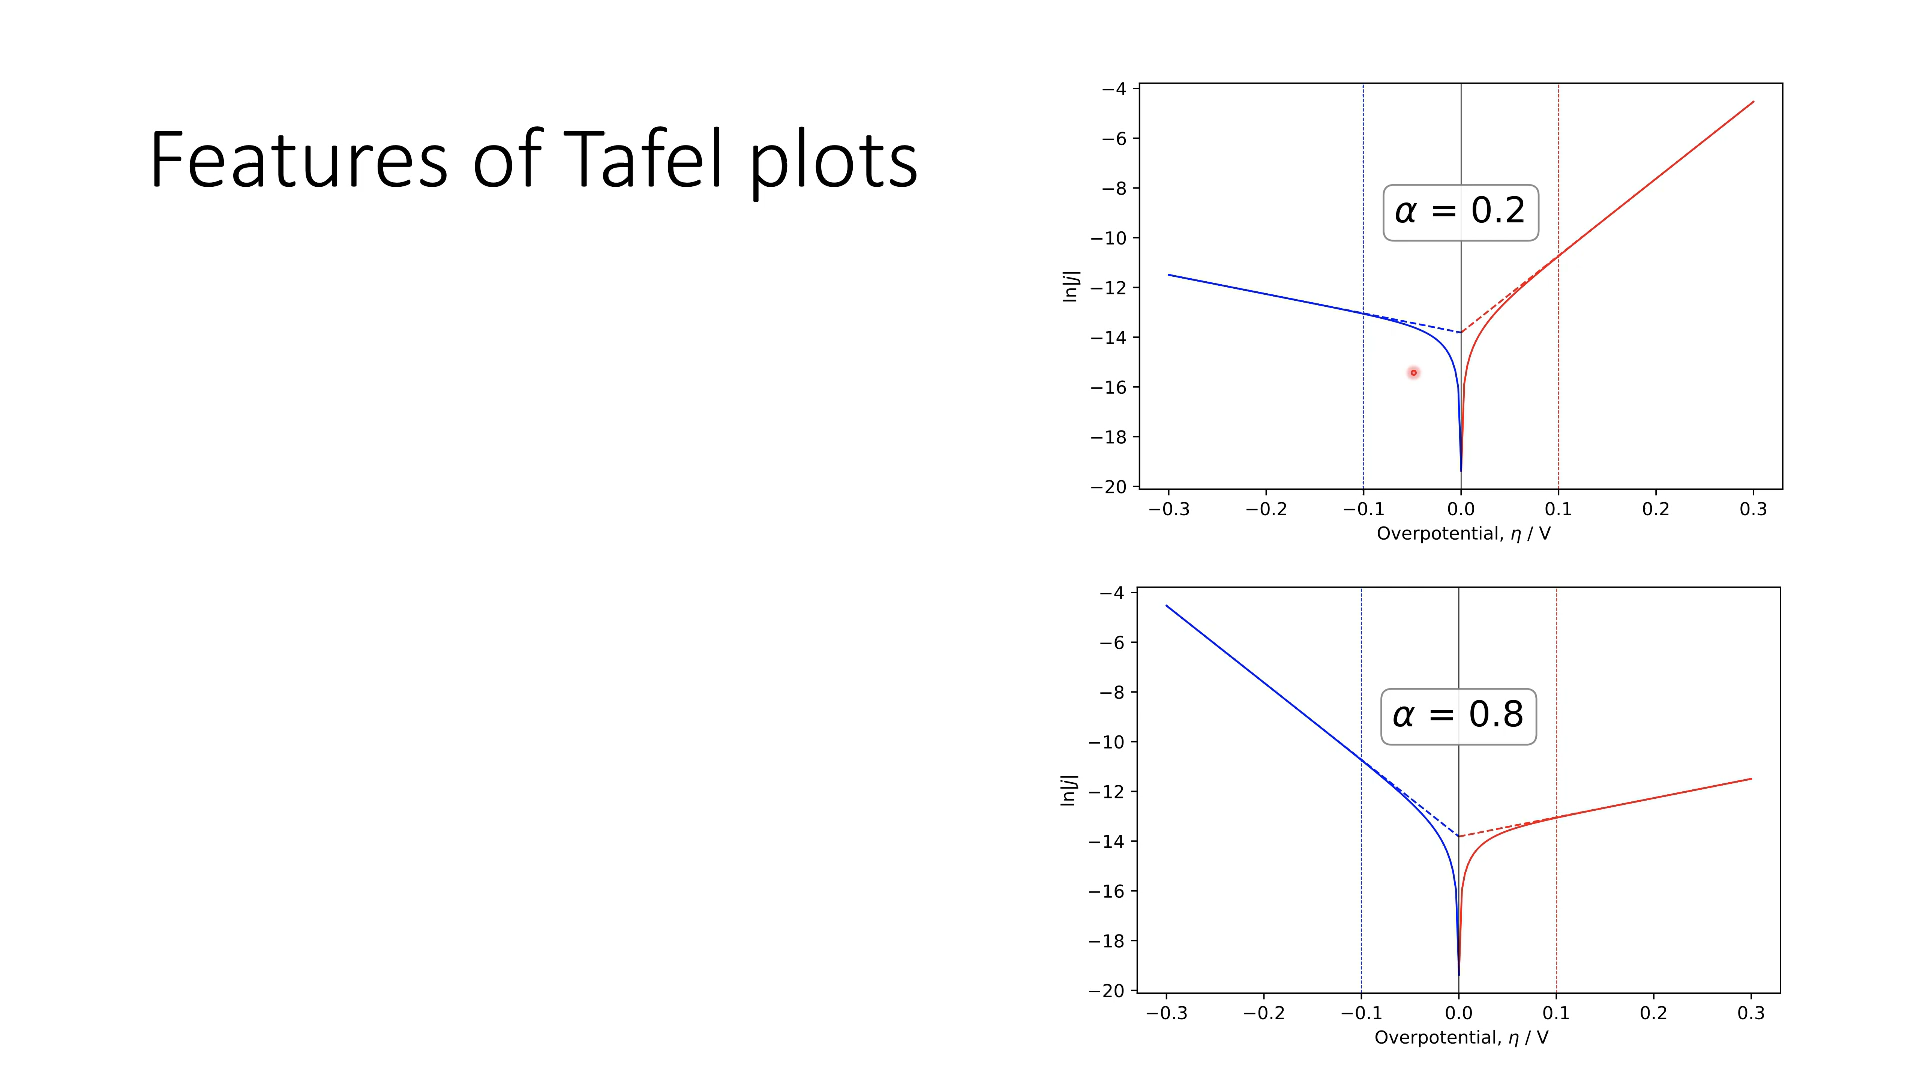 Features of Tafel plots
−4
−6
−8
α = 0.2
−10
ln|j|
−12
−14
−16
−18
−20
−0.3 −0.2 −0.1 0.0 0.1 0.2 0.3
Overpotential, η / V
−4
−6
−8
α = 0.8
−10
ln|j|
−12
−14
−16
−18
−20
−0.3 −0.2 −0.1 0.0 0.1 0.2 0.3
Overpotential, η / V